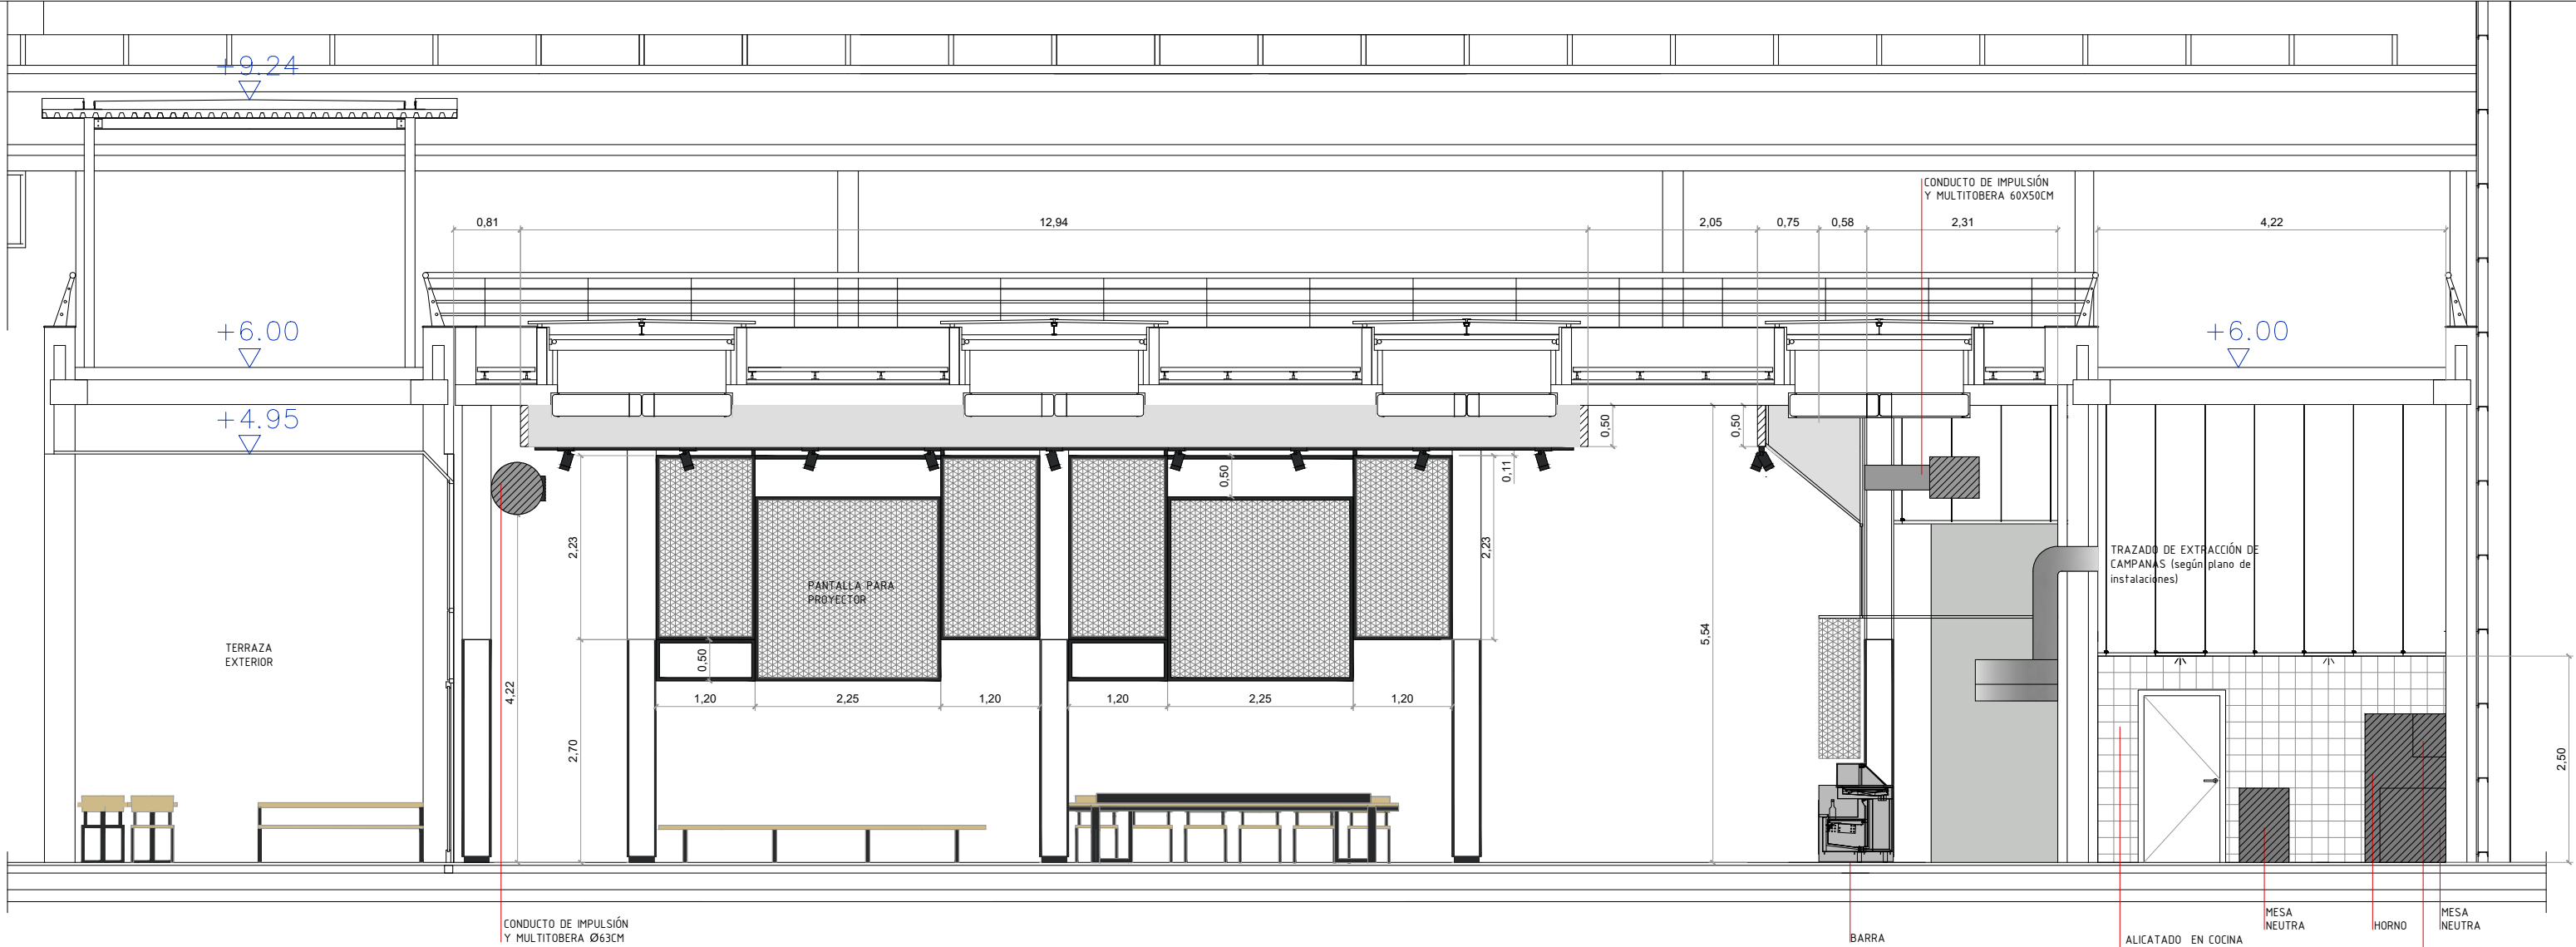 +9.24
CONDUCTO DE IMPULSIÓN
Y MULTITOBERA 60X50CM
0,81
12,94
2,05
0,75
0,58
2,31
4,22
+6.00
+6.00
+4.95
0,50
0,50
0,50
0,11
2,23
2,23
TRAZADO DE EXTRACCIÓN DE
CAMPANAS (según plano de
instalaciones)
PANTALLA PARA
PROYECTOR
5,54
TERRAZA
EXTERIOR
0,50
4,22
1,20
2,25
1,20
1,20
2,25
1,20
2,70
2,50
CONDUCTO DE IMPULSIÓN
Y MULTITOBERA Ø63CM
BARRA
ALICATADO EN COCINA
MESA
NEUTRA
HORNO
MESA
NEUTRA